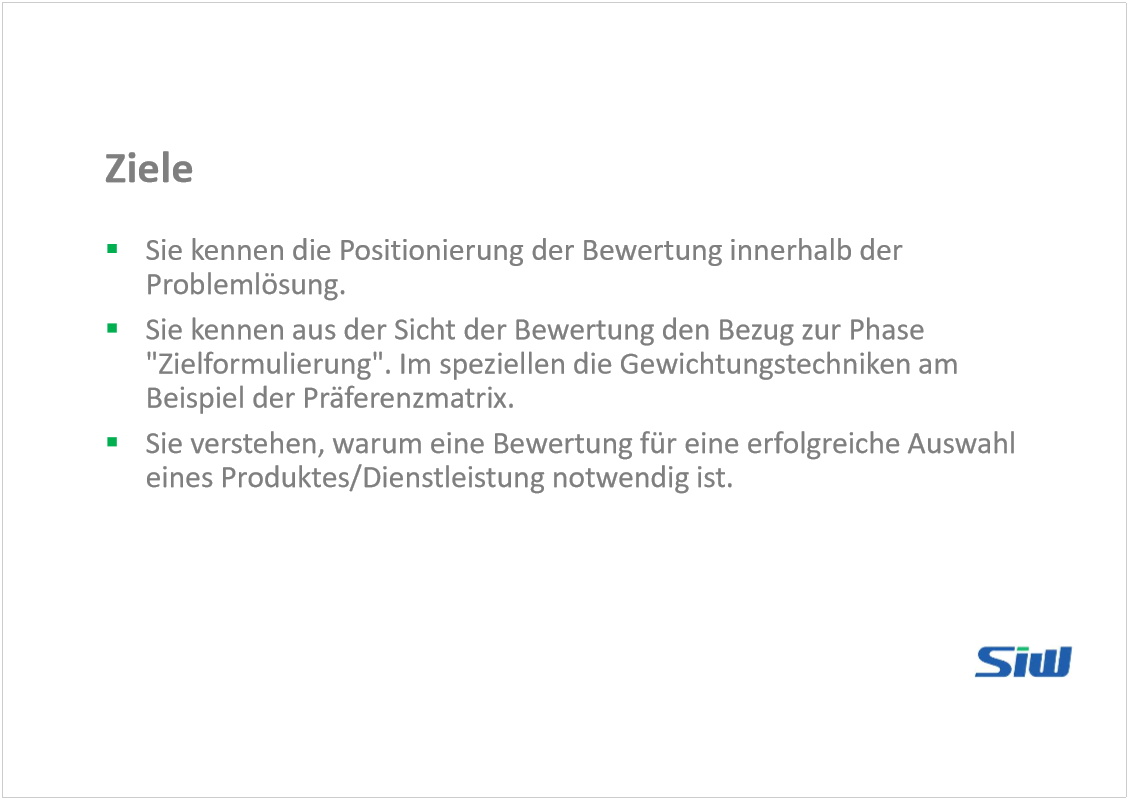 Ziele
▪ Sie kennen die Positionierung der Bewertung innerhalb der
Problemlösung.
▪ Sie kennen aus der Sicht der Bewertung den Bezug zur Phase
"Zielformulierung". Im speziellen die Gewichtungstechniken am
Beispiel der Präferenzmatrix.
▪ Sie verstehen, warum eine Bewertung für eine erfolgreiche Auswahl
eines Produktes/Dienstleistung notwendig ist.
Siw